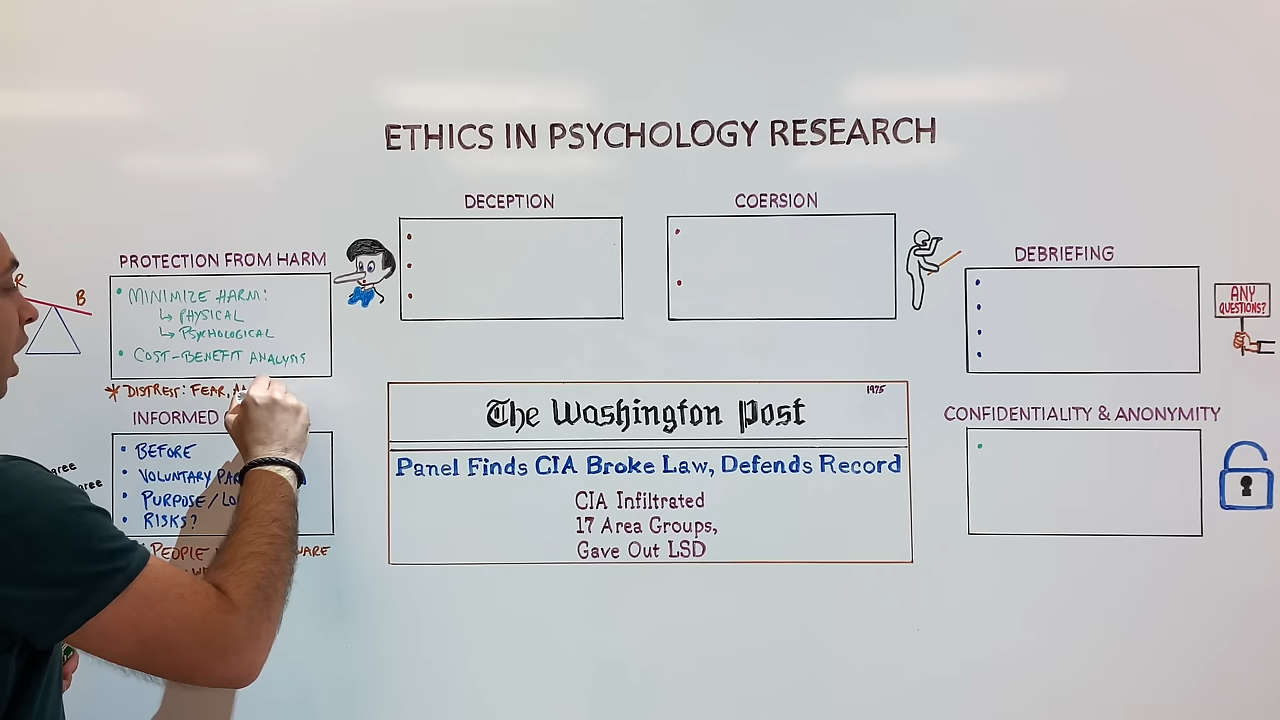 ETHICS IN PSYCHOLOGY RESEARCH
R
B
PROTECTION FROM HARM
• MINIMIZE HARM:
↳ PHYSICAL
↳ PSYCHOLOGICAL
• COST-BENEFIT ANALYSIS
* DISTRESS: FEAR,
INFORMED
• BEFORE
• VOLUNTARY
• PURPOSE /
• RISKS?
PEOPLE
DECEPTION
COERSION
DEBRIEFING
ANY
QUESTIONS?
CONFIDENTIALITY & ANONYMITY
1975
The Washington Post
Panel Finds CIA Broke Law, Defends Record
CIA Infiltrated
17 Area Groups,
Gave Out LSD